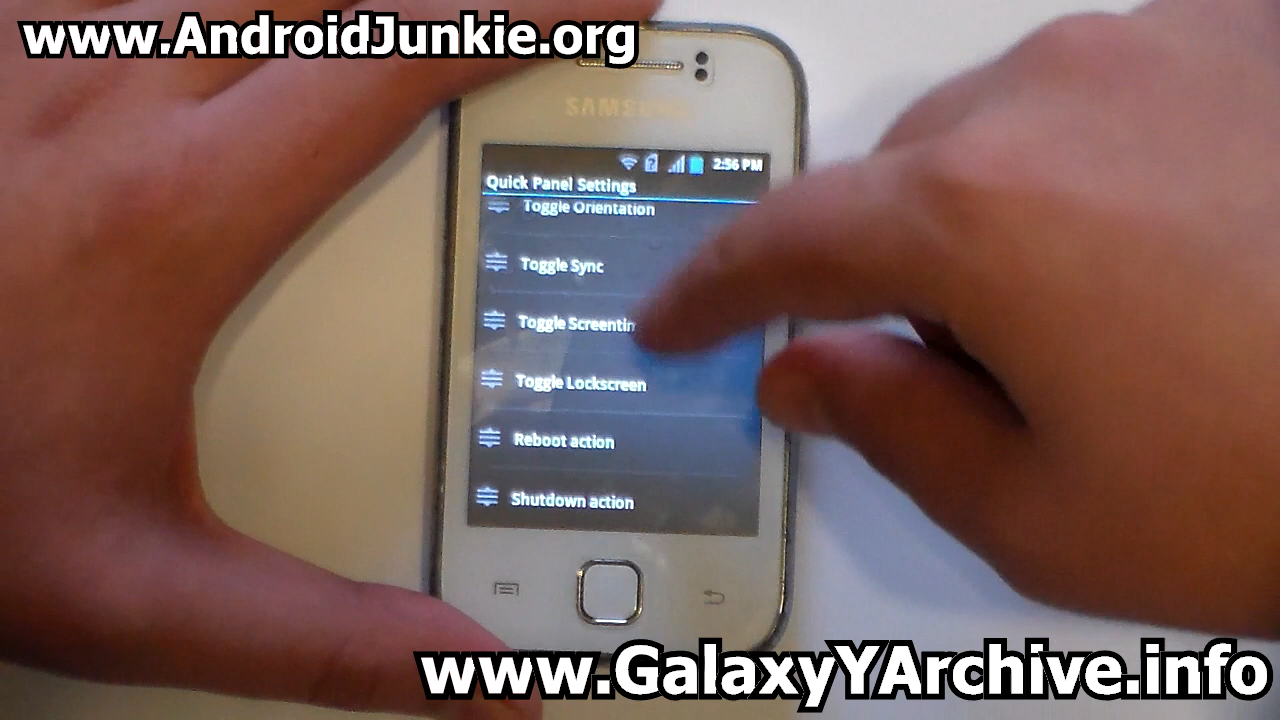 www.AndroidJunkie.org
SAMSUNG
2:56 PM
Quick Panel Settings
Toggle Orientation
Toggle Sync
Toggle Lockscreen
Reboot action
Shutdown action
www.GalaxyYArchive.info